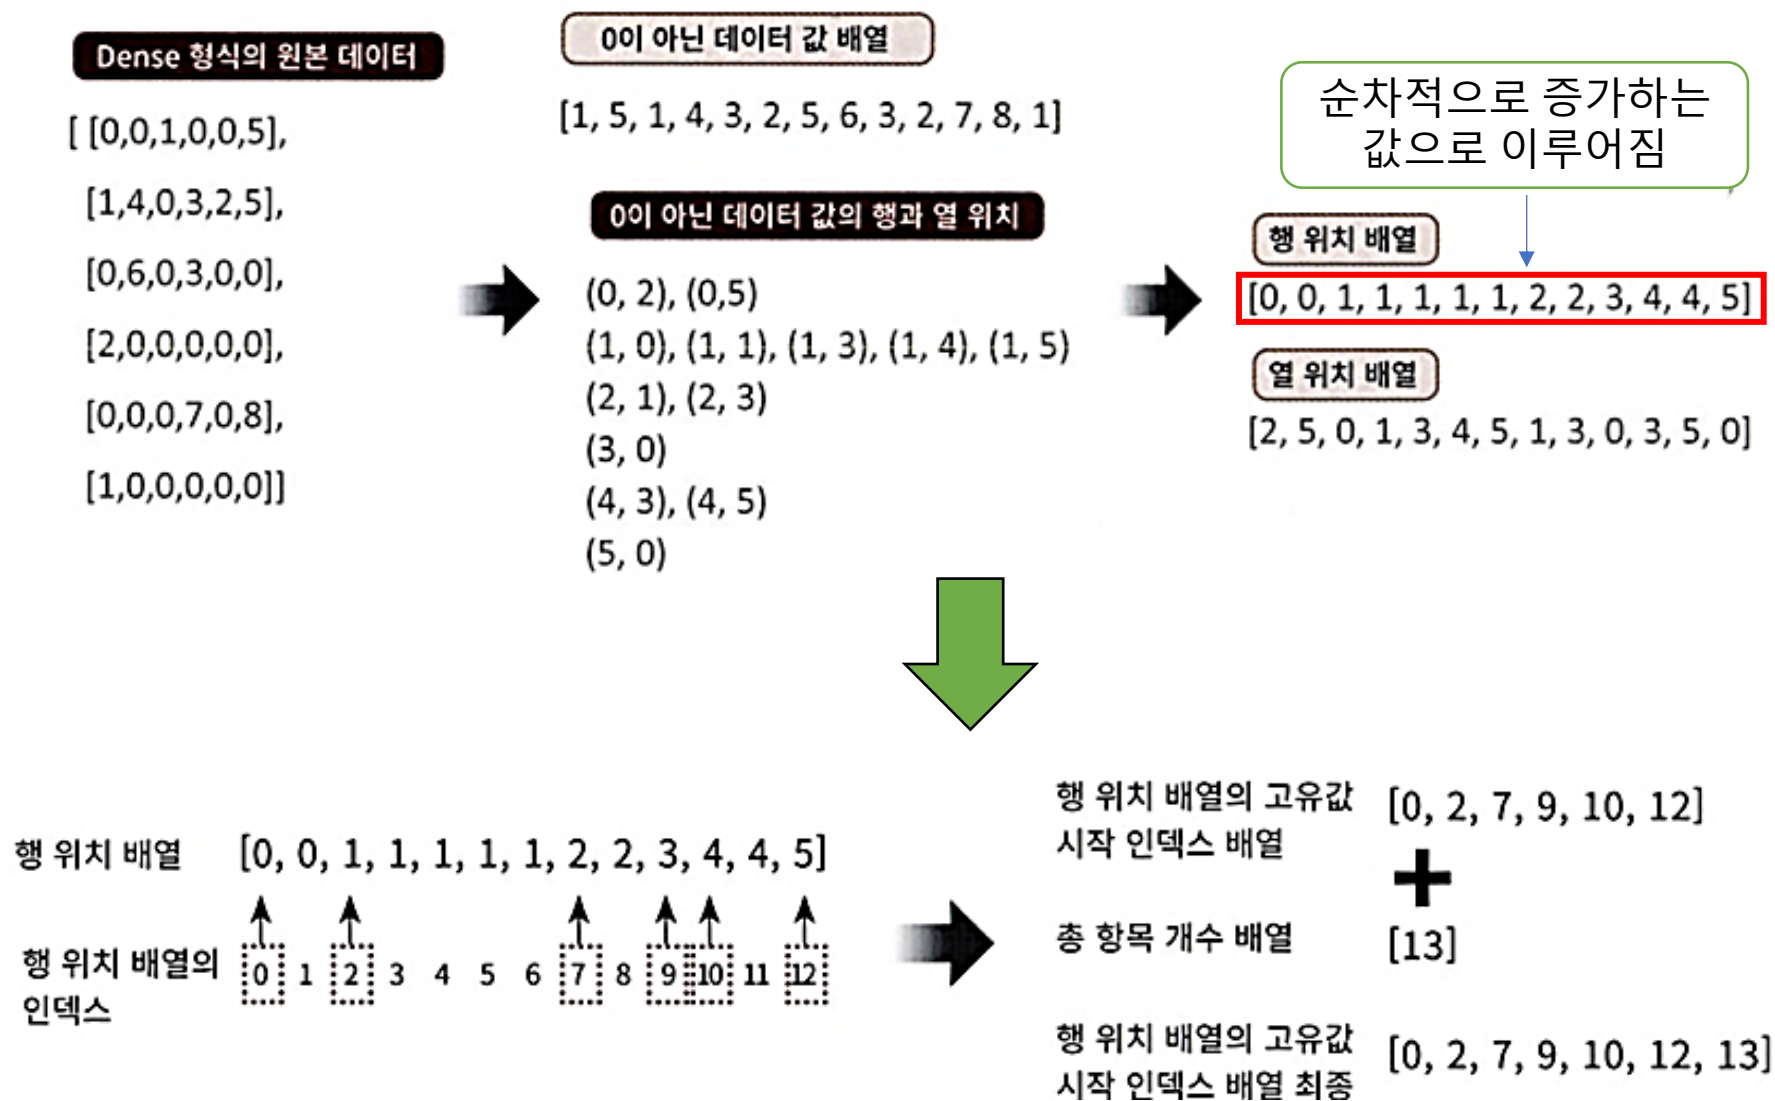 Dense 형식의 원본 데이터
[ [0,0,1,0,0,5],
[1,4,0,3,2,5],
[0,6,0,3,0,0],
[2,0,0,0,0,0],
[0,0,0,7,0,8],
[1,0,0,0,0,0]]
0이 아닌 데이터 값 배열
[1, 5, 1, 4, 3, 2, 5, 6, 3, 2, 7, 8, 1]
0이 아닌 데이터 값의 행과 열 위치
(0, 2), (0,5)
(1, 0), (1, 1), (1, 3), (1, 4), (1, 5)
(2, 1), (2, 3)
(3, 0)
(4, 3), (4, 5)
(5, 0)
순차적으로 증가하는
값으로 이루어짐
행 위치 배열
[0, 0, 1, 1, 1, 1, 1, 2, 2, 3, 4, 4, 5]
열 위치 배열
[2, 5, 0, 1, 3, 4, 5, 1, 3, 0, 3, 5, 0]
행 위치 배열 [0, 0, 1, 1, 1, 1, 1, 2, 2, 3, 4, 4, 5]
행 위치 배열의
인덱스
0 1 2 3 4 5 6 7 8 9 10 11 12
행 위치 배열의 고유값
시작 인덱스 배열
[0, 2, 7, 9, 10, 12]
+
총 항목 개수 배열 [13]
행 위치 배열의 고유값
시작 인덱스 배열 최종
[0, 2, 7, 9, 10, 12, 13]